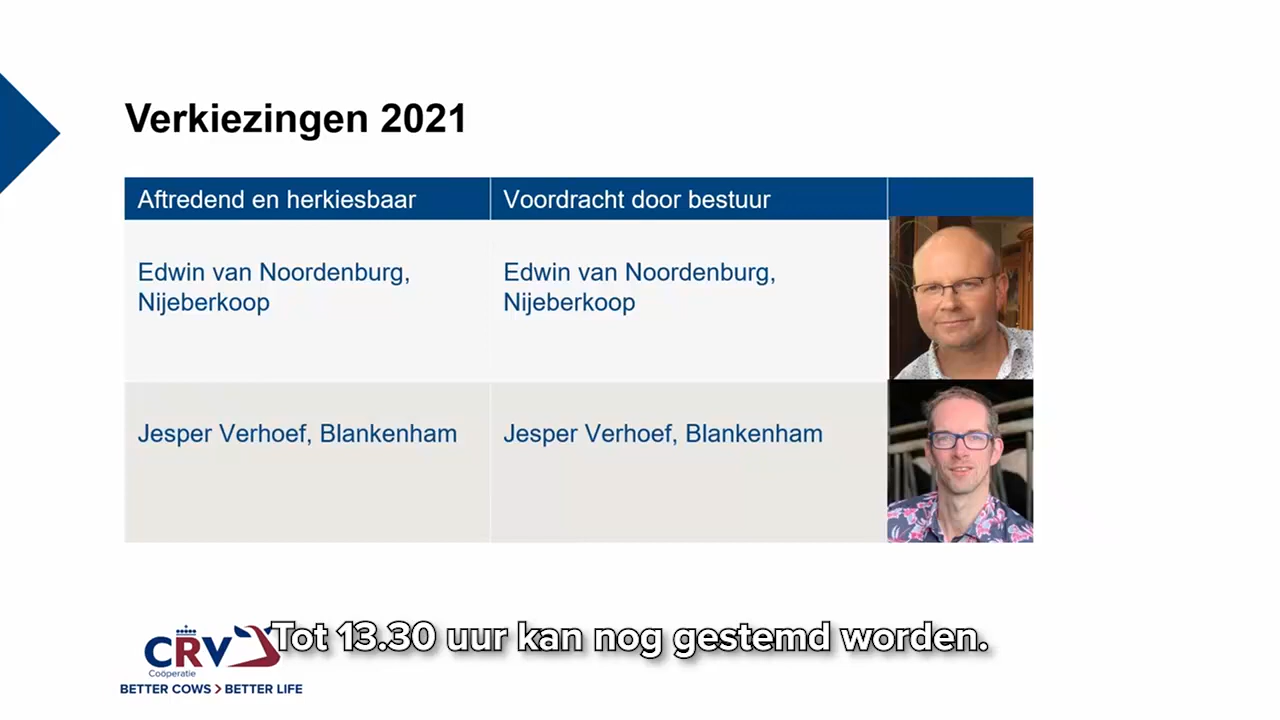 Verkiezingen 2021
Aftredend en herkiesbaar
Voordracht door bestuur
Edwin van Noordenburg,
Nijeberkoop
Edwin van Noordenburg,
Nijeberkoop
Jesper Verhoef, Blankenham
Jesper Verhoef, Blankenham
Tot 13.30 uur kan nog gestemd worden.
CRV
Coöperatie
BETTER COWS > BETTER LIFE